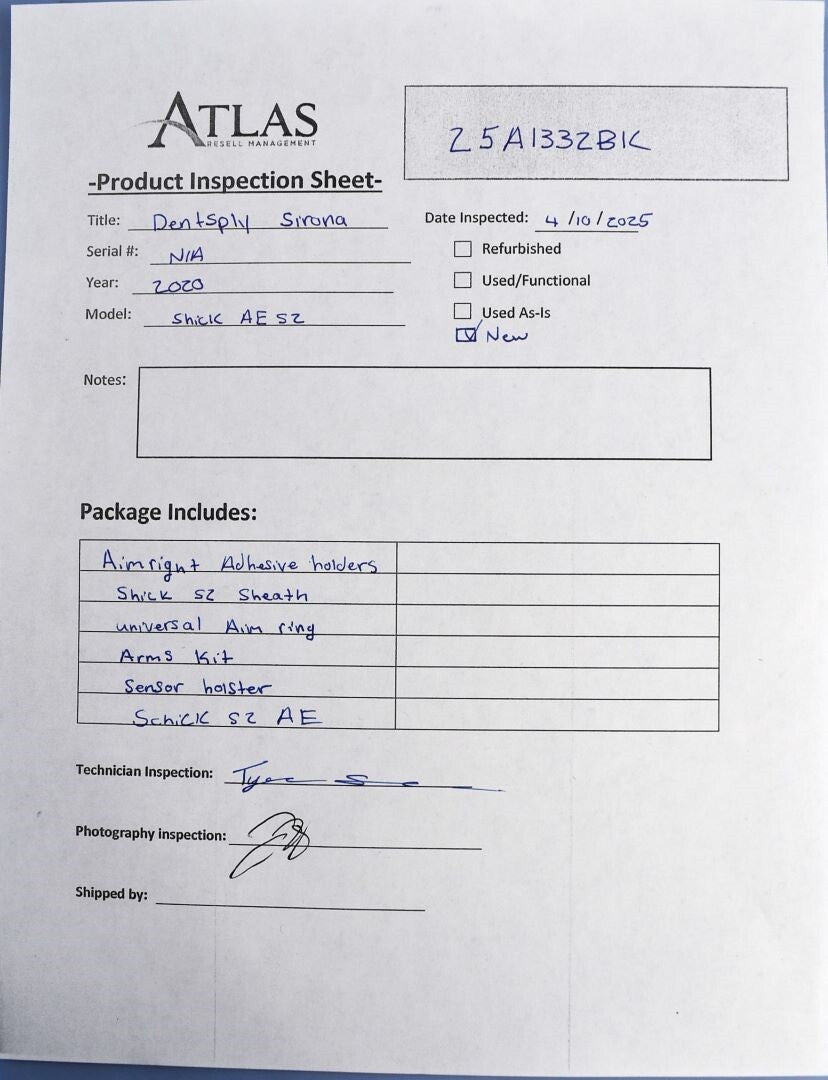 ATLAS
RESELL MANAGEMENT
25A1332BK
-Product Inspection Sheet-
Title: Dentsply Sirona
Date Inspected: 4/10/2025
Serial #: N/A
Refurbished
Year: 2020
Used/Functional
Model: Shick AE S2
Used As-Is
New
Notes:
Package Includes:
Aimright Adhesive holders
Shick S2 Sheath
universal Aim ring
Arms Kit
Sensor holster
Schick S2 AE
Technician Inspection:
Photography inspection:
Shipped by: